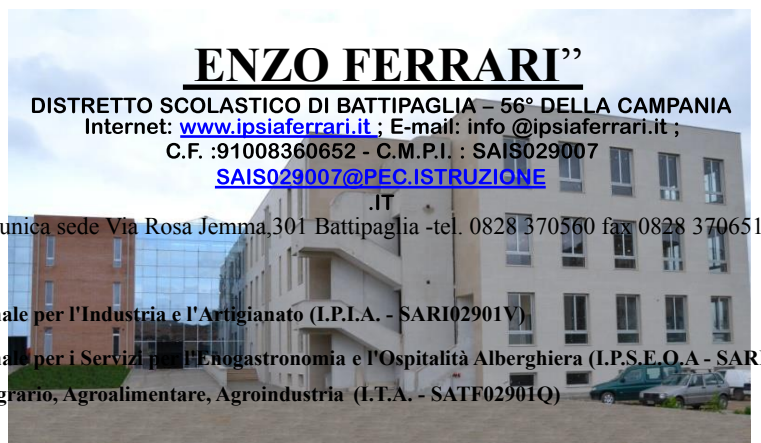 ENZO FERRARI”
DISTRETTO SCOLASTICO DI BATTIPAGLIA – 56° DELLA CAMPANIA
Internet: www.ipsiaferrari.it ; E-mail: info @ipsiaferrari.it ;
C.F. :91008360652 - C.M.P.I. : SAIS029007
SAIS029007@PEC.ISTRUZIONE
.IT
unica sede Via Rosa Jemma,301 Battipaglia -tel. 0828 370560 fax 0828 370651
ale per l'Industria e l'Artigianato (I.P.I.A. - SARI02901V)
ale per i Servizi per l'Enogastronomia e l'Ospitalità Alberghiera (I.P.S.E.O.A - SAR
grario, Agroalimentare, Agroindustria (I.T.A. - SATF02901Q)